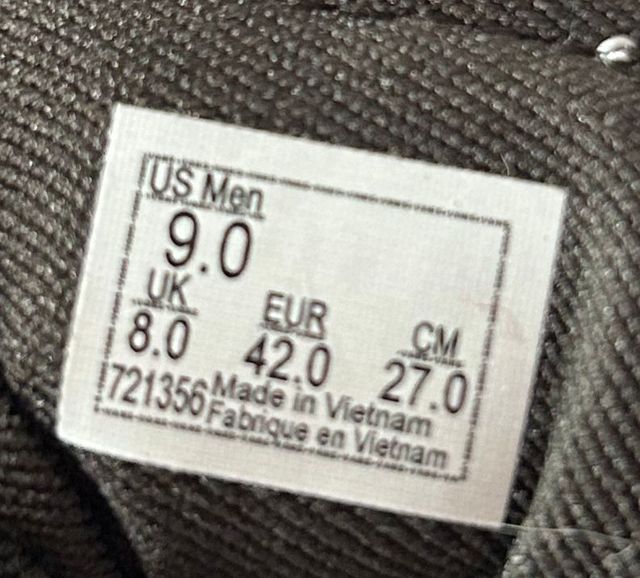 US Men
9.0
UK EUR CM
8.0 42.0 27.0
721356 Made in Vietnam
Fabrique en Vietnam